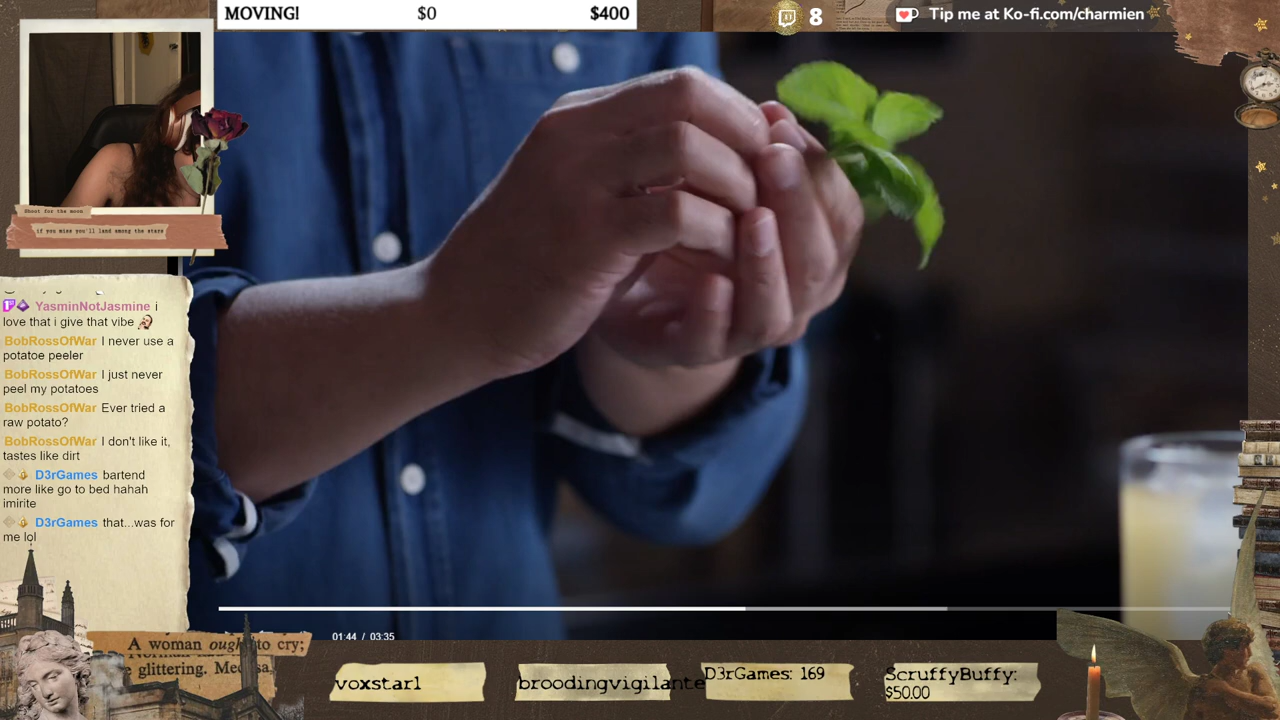 MOVING! $0 $400
8
Tip me at Ko-fi.com/charmien
Shoot for the moon
if you miss you'll land among the stars
YasminNotJasmine i
love that i give that vibe
BobRossOfWar I never use a
potatoe peeler
BobRossOfWar I just never
peel my potatoes
BobRossOfWar Ever tried a
raw potato?
BobRossOfWar I don't like it,
tastes like dirt
D3rGames bartend
more like go to bed hahah
imirite
D3rGames that...was for
me lol
01:44 / 03:35
A woman ough to cry;
glittering.
voxstarl
broodingvigilante
D3rGames: 169
ScruffyBuffy:
$50.00